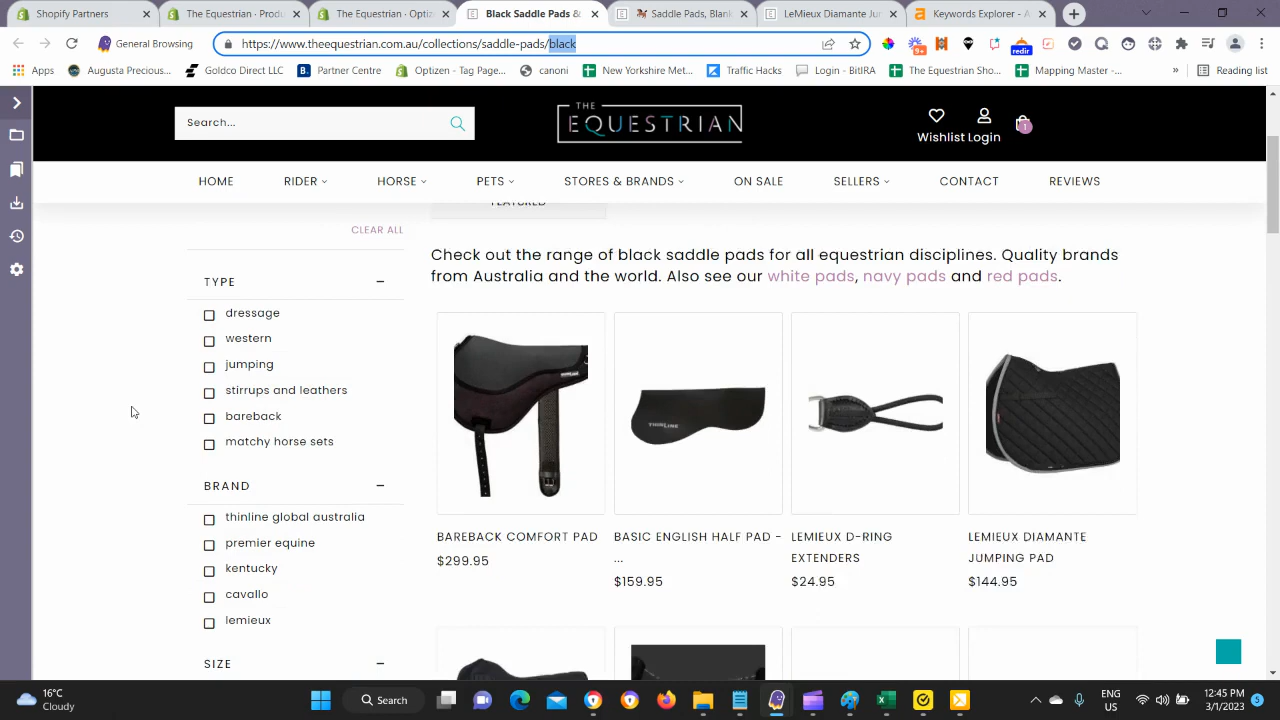 Shopify Partners
The Equestrian · Produ
The Equestrian - Optiz
Black Saddle Pads &
Saddle Pads, Blank
LeMieux Diamante Jum
Keywords Explorer - A
General Browsing
https://www.theequestrian.com.au/collections/saddle-pads/black
9+
redir
Apps
Augusta Preciou...
Goldco Direct LLC
Partner Centre
Optizen - Tag Page...
canoni
New Yorkshire Met...
Traffic Hacks
Login - BitIRA
The Equestrian Sho...
Mapping Master -...
»
Reading list
Search...
THE
EQUESTRIAN
Wishlist
Login
1
HOME
RIDER
HORSE
PETS
STORES & BRANDS
ON SALE
SELLERS
CONTACT
REVIEWS
FEATURED
CLEAR ALL
Check out the range of black saddle pads for all equestrian disciplines. Quality brands
from Australia and the world. Also see our white pads, navy pads and red pads.
TYPE
dressage
western
jumping
stirrups and leathers
bareback
matchy horse sets
BRAND
thinline global australia
premier equine
kentucky
cavallo
lemieux
SIZE
THINLINE
BAREBACK COMFORT PAD
$299.95
BASIC ENGLISH HALF PAD -
...
$159.95
LEMIEUX D-RING
EXTENDERS
$24.95
LEMIEUX DIAMANTE
JUMPING PAD
$144.95
16°C
Cloudy
Search
ENG
US
12:45 PM
3/1/2023
5